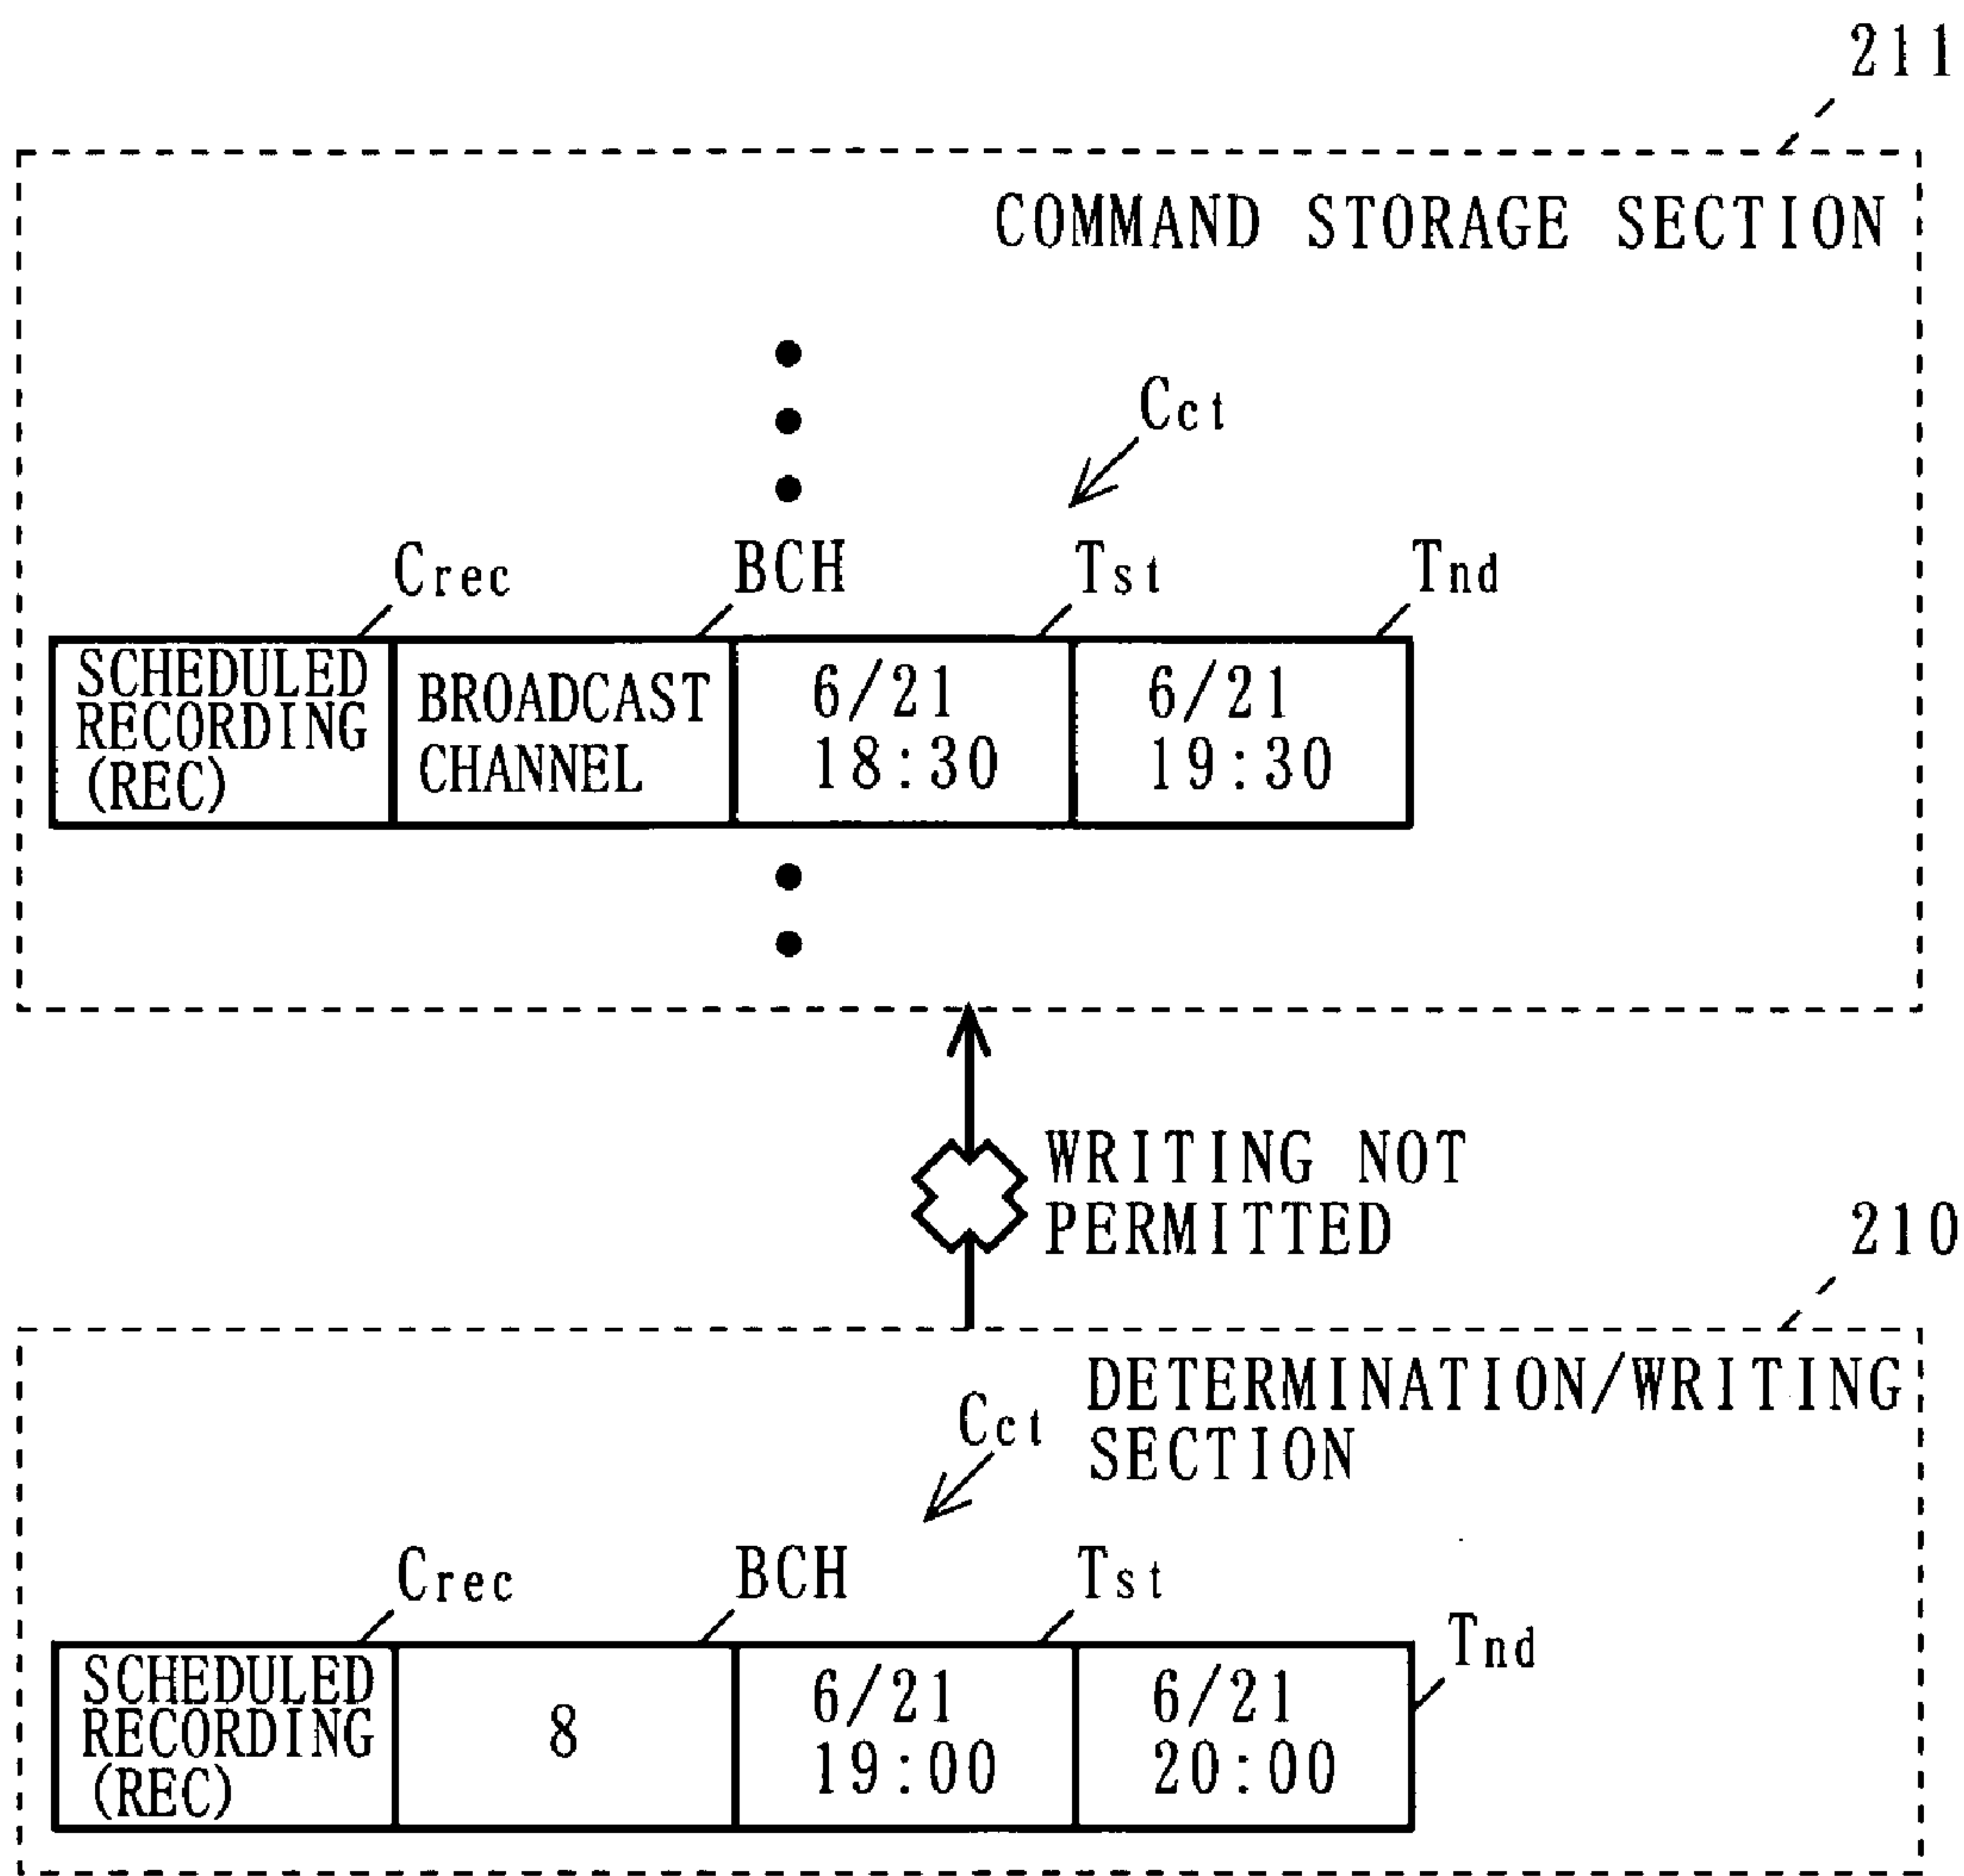 211
COMMAND STORAGE SECTION
Cct
Crec BCH Tst Tnd
SCHEDULED
RECORDING
(REC)
BROADCAST
CHANNEL
6/21
18:30
6/21
19:30
WRITING NOT
PERMITTED
210
DETERMINATION/WRITING
SECTION
Cct
Crec BCH Tst Tnd
SCHEDULED
RECORDING
(REC)
8
6/21
19:00
6/21
20:00